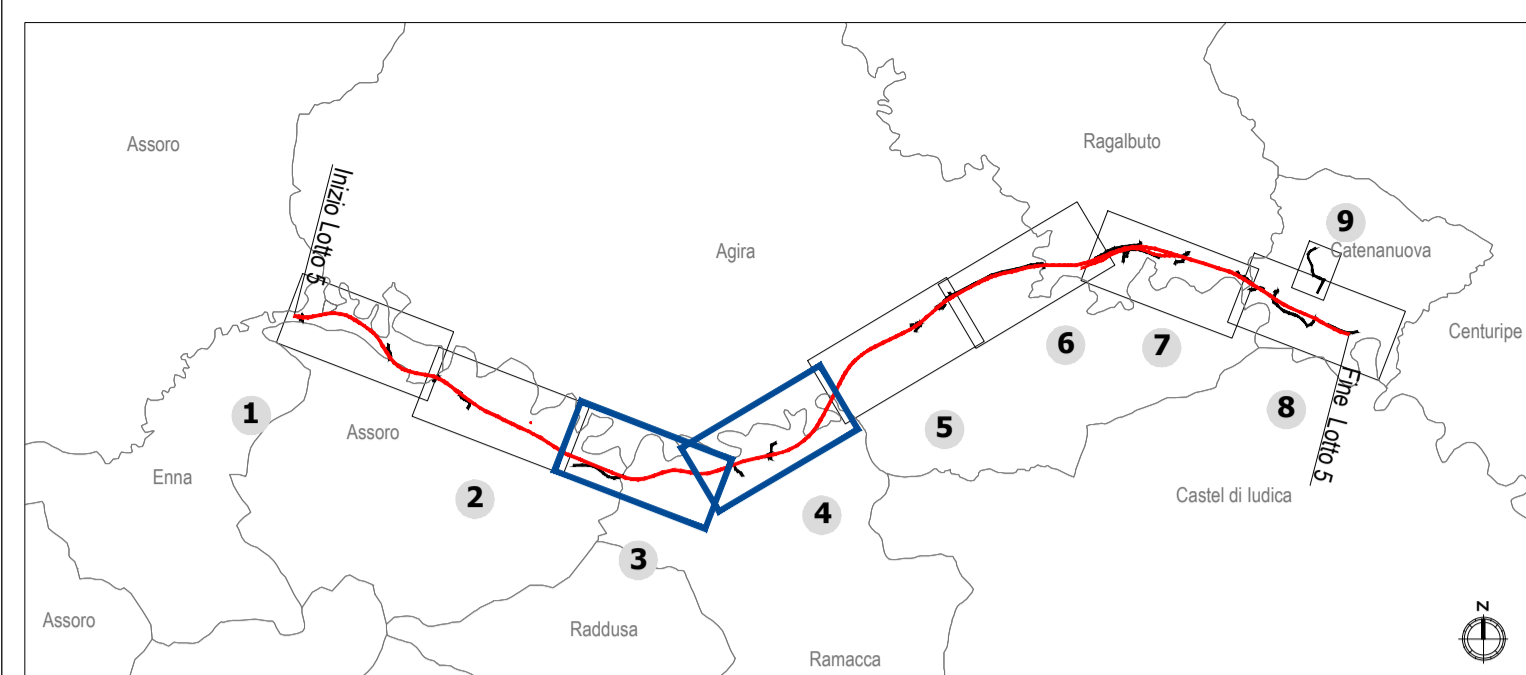 Assoro
Ragalbuto
Inizio Lotto 5
9
Catenanuova
Agira
Centuripe
6
7
8
Fine Lotto 5
1
Assoro
5
Enna
2
Castel di Iudica
4
3
N
Assoro
Raddusa
Ramacca